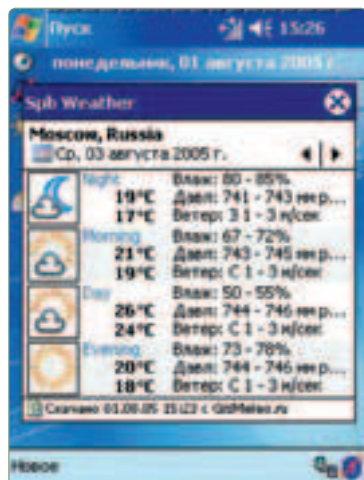 Пуск 15:26
понедельник, 01 августа 2005 г.
Spb Weather
Moscow, Russia
Ср, 03 августа 2005 г.
Night Влаж: 80 - 85%
19°C Давл: 741 - 743 мм р...
17°C Ветер: З 1 - 3 м/сек
Morning Влаж: 67 - 72%
21°C Давл: 743 - 745 мм р...
19°C Ветер: С 1 - 3 м/сек
Day Влаж: 50 - 55%
26°C Давл: 744 - 746 мм р...
24°C Ветер: С 1 - 3 м/сек
Evening Влаж: 73 - 78%
20°C Давл: 744 - 746 мм р...
18°C Ветер: С 1 - 3 м/сек
Скачано 01.08.05 15:23 с GisMeteo.ru
Новое